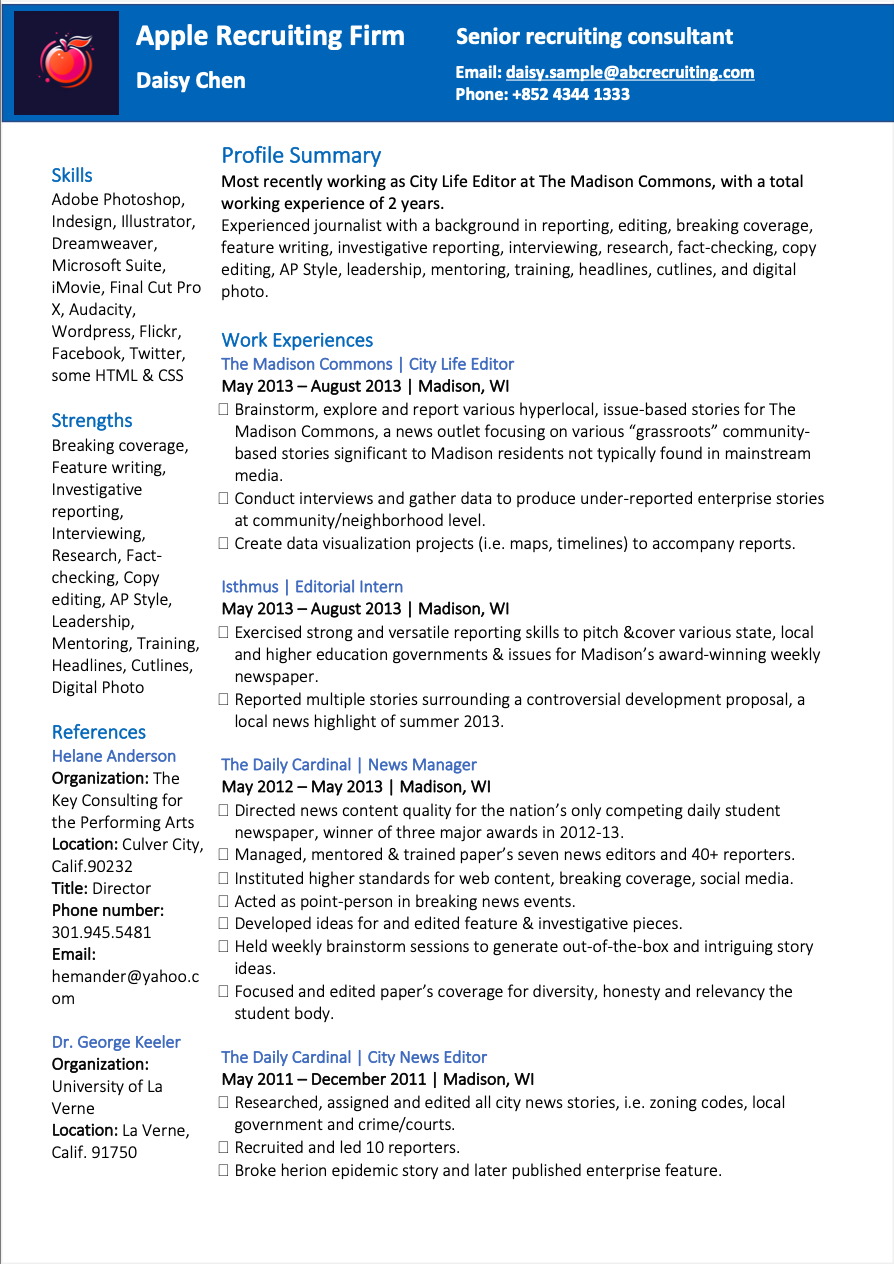 Apple Recruiting Firm
Daisy Chen
Senior recruiting consultant
Email: daisy.sample@abcrecruiting.com
Phone: +852 4344 1333
Skills
Adobe Photoshop,
Indesign, Illustrator,
Dreamweaver,
Microsoft Suite,
iMovie, Final Cut Pro
X, Audacity,
Wordpress, Flickr,
Facebook, Twitter,
some HTML & CSS
Strengths
Breaking coverage,
Feature writing,
Investigative
reporting,
Interviewing,
Research, Fact-
checking, Copy
editing, AP Style,
Leadership,
Mentoring, Training,
Headlines, Cutlines,
Digital Photo
References
Helane Anderson
Organization: The
Key Consulting for
the Performing Arts
Location: Culver City,
Calif.90232
Title: Director
Phone number:
301.945.5481
Email:
hemander@yahoo.c
om
Dr. George Keeler
Organization:
University of La
Verne
Location: La Verne,
Calif. 91750
Profile Summary
Most recently working as City Life Editor at The Madison Commons, with a total
working experience of 2 years.
Experienced journalist with a background in reporting, editing, breaking coverage,
feature writing, investigative reporting, interviewing, research, fact-checking, copy
editing, AP Style, leadership, mentoring, training, headlines, cutlines, and digital
photo.
Work Experiences
The Madison Commons | City Life Editor
May 2013 – August 2013 | Madison, WI
Brainstorm, explore and report various hyperlocal, issue-based stories for The
Madison Commons, a news outlet focusing on various “grassroots” community-
based stories significant to Madison residents not typically found in mainstream
media.
Conduct interviews and gather data to produce under-reported enterprise stories
at community/neighborhood level.
Create data visualization projects (i.e. maps, timelines) to accompany reports.
Isthmus | Editorial Intern
May 2013 – August 2013 | Madison, WI
Exercised strong and versatile reporting skills to pitch &cover various state, local
and higher education governments & issues for Madison’s award-winning weekly
newspaper.
Reported multiple stories surrounding a controversial development proposal, a
local news highlight of summer 2013.
The Daily Cardinal | News Manager
May 2012 – May 2013 | Madison, WI
Directed news content quality for the nation’s only competing daily student
newspaper, winner of three major awards in 2012-13.
Managed, mentored & trained paper’s seven news editors and 40+ reporters.
Instituted higher standards for web content, breaking coverage, social media.
Acted as point-person in breaking news events.
Developed ideas for and edited feature & investigative pieces.
Held weekly brainstorm sessions to generate out-of-the-box and intriguing story
ideas.
Focused and edited paper’s coverage for diversity, honesty and relevancy the
student body.
The Daily Cardinal | City News Editor
May 2011 – December 2011 | Madison, WI
Researched, assigned and edited all city news stories, i.e. zoning codes, local
government and crime/courts.
Recruited and led 10 reporters.
Broke herion epidemic story and later published enterprise feature.